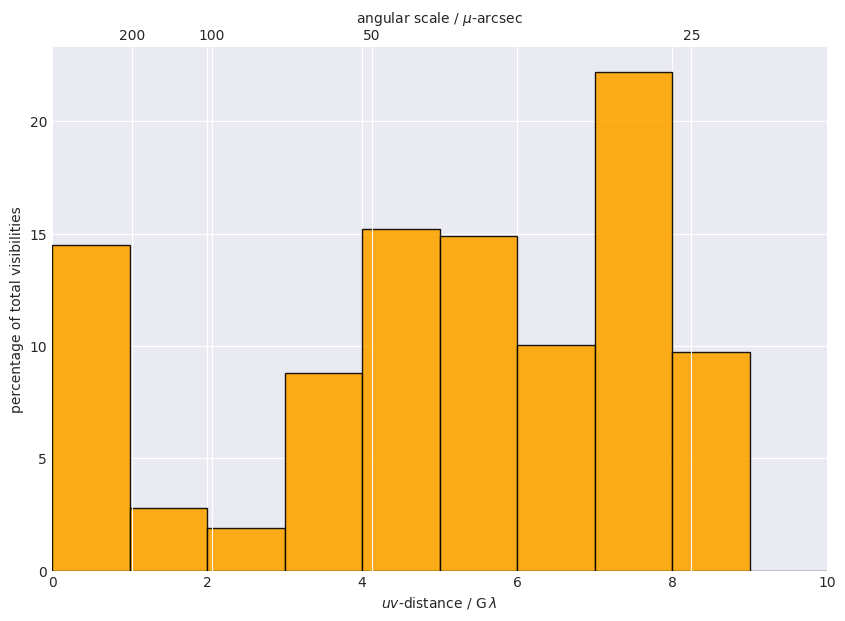 angular scale / μ-arcsec
200 100 50 25
percentage of total visibilities
20
15
10
5
0
0 2 4 6 8 10
uv-distance / G λ